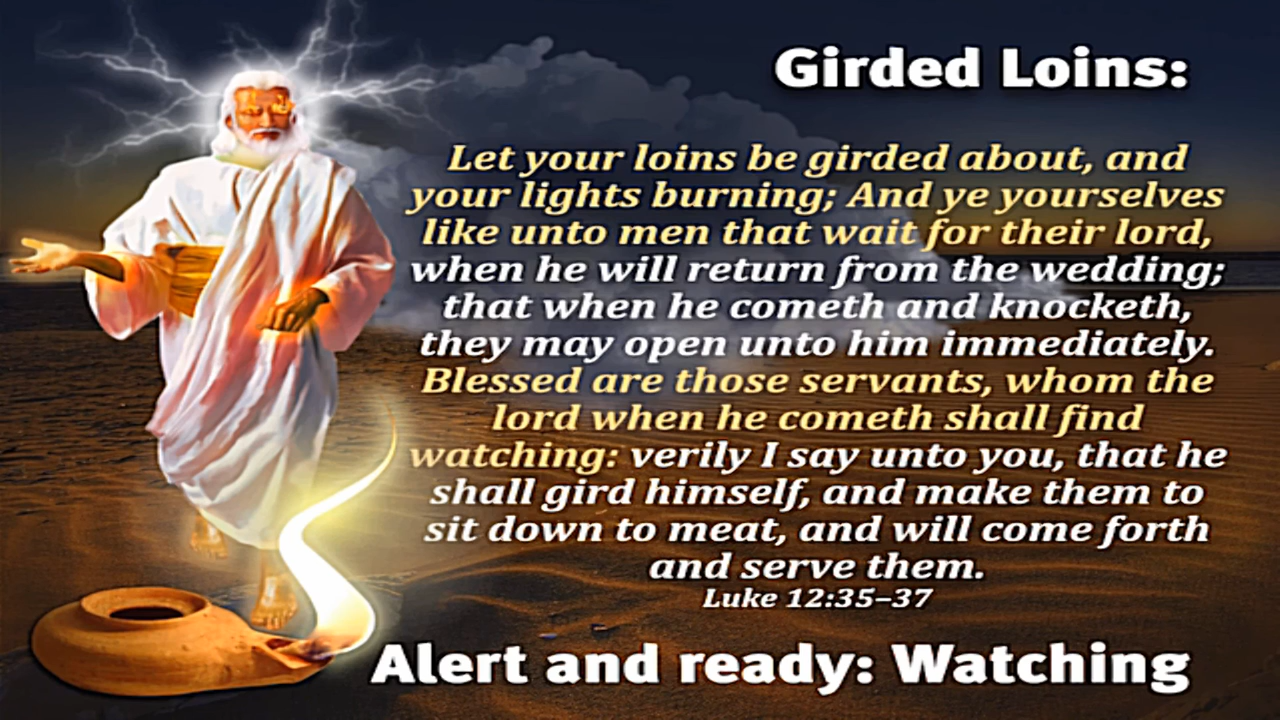 Girded Loins:
Let your loins be girded about, and
your lights burning; And ye yourselves
like unto men that wait for their lord,
when he will return from the wedding;
that when he cometh and knocketh,
they may open unto him immediately.
Blessed are those servants, whom the
lord when he cometh shall find
watching: verily I say unto you, that he
shall gird himself, and make them to
sit down to meat, and will come forth
and serve them.
Luke 12:35–37
Alert and ready: Watching